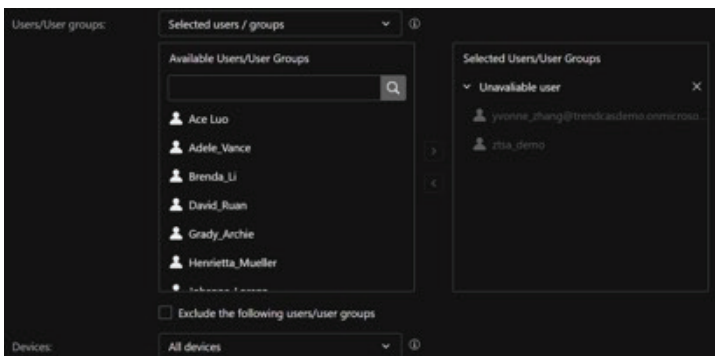 Users/User groups:
Selected users / groups
Available Users/User Groups
Ace Luo
Adele_Vance
Brenda_Li
David_Ruan
Grady_Archie
Henrietta_Mueller
Selected Users/User Groups
Unavaliable user
yvonne_zhang@trendcasdemo.onmicroso...
ztsa_demo
Exclude the following users/user groups
Devices:
All devices